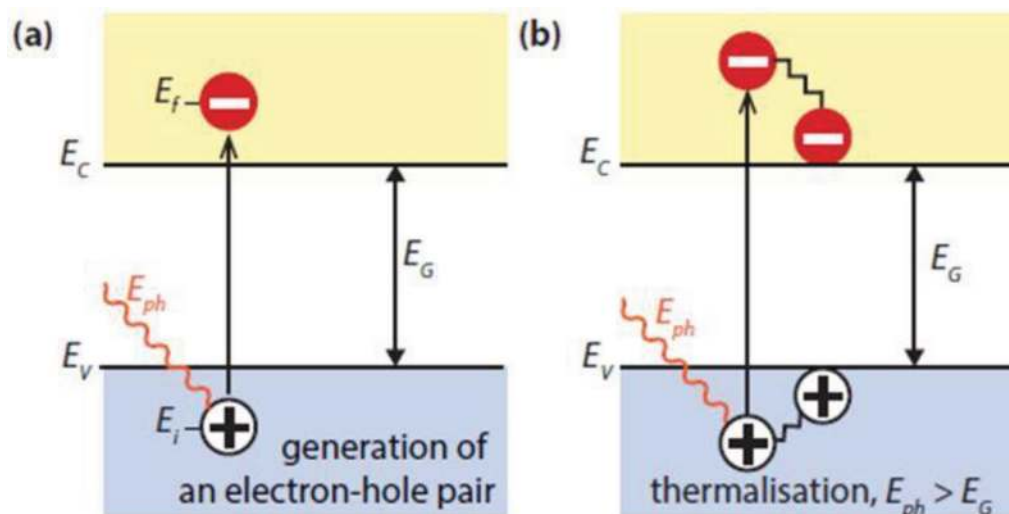 (a)
E_f
E_C
E_G
E_ph
E_V
E_i
generation of
an electron-hole pair
(b)
E_C
E_G
E_ph
E_V
thermalisation, E_ph > E_G